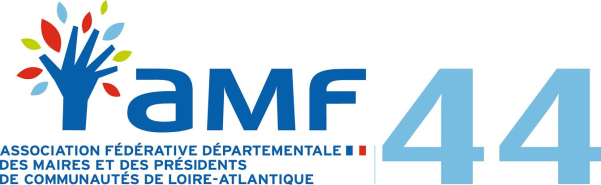 aMF 44
ASSOCIATION FÉDÉRATIVE DÉPARTEMENTALE
DES MAIRES ET DES PRÉSIDENTS
DE COMMUNAUTÉS DE LOIRE-ATLANTIQUE